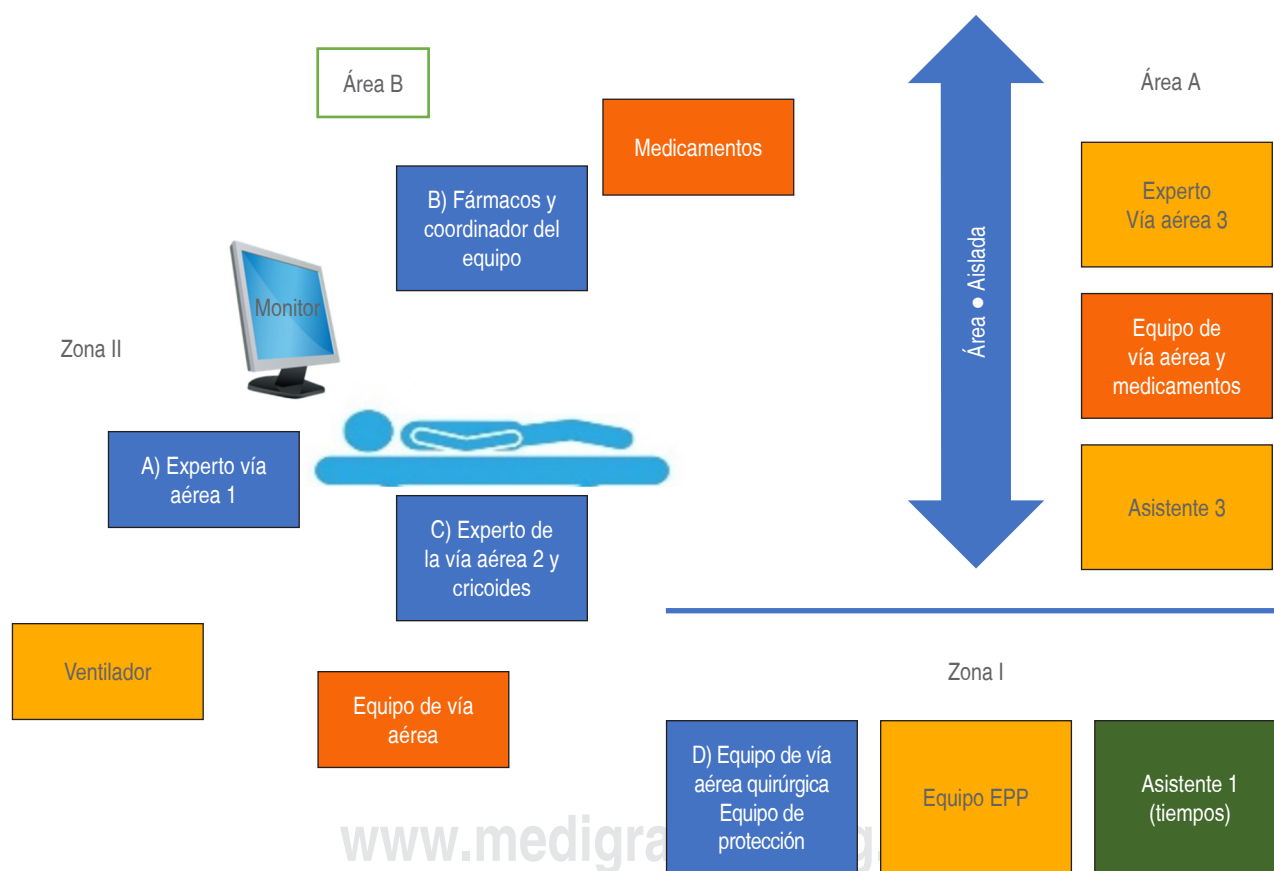 Área B
Área A
Medicamentos
B) Fármacos y
coordinador del
equipo
Experto
Vía aérea 3
Área ● Aislada
Monitor
Zona II
Equipo de
vía aérea y
medicamentos
A) Experto vía
aérea 1
Asistente 3
C) Experto de
la vía aérea 2 y
cricoides
Ventilador
Zona I
Equipo de vía
aérea
D) Equipo de vía
aérea quirúrgica
Equipo de
protección
Equipo EPP
Asistente 1
(tiempos)